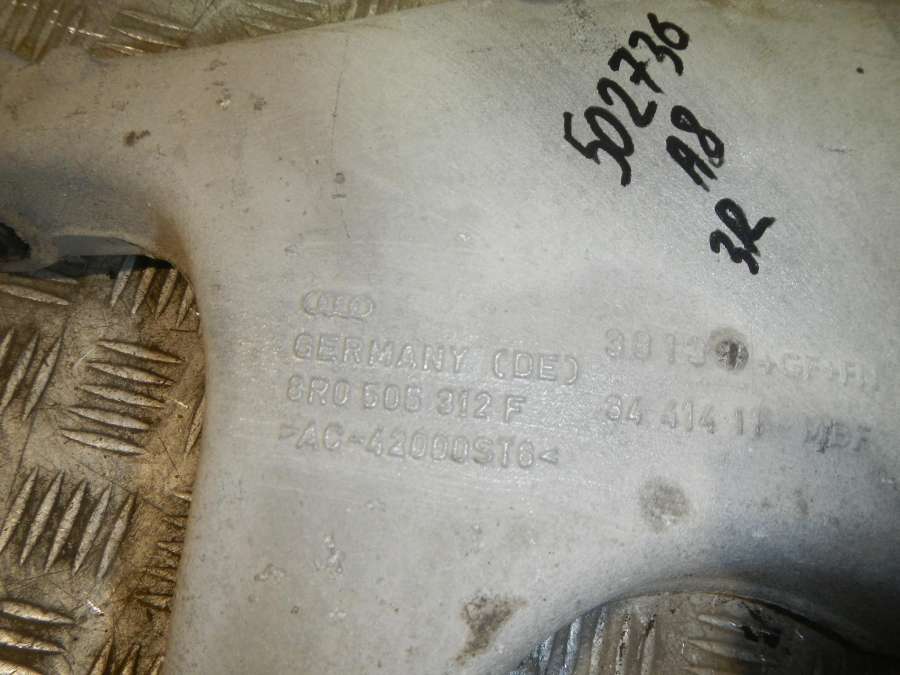 502736
A8
3R
GERMANY (DE)
8R0 505 312 F
>AC-42000ST6<
34 414 11